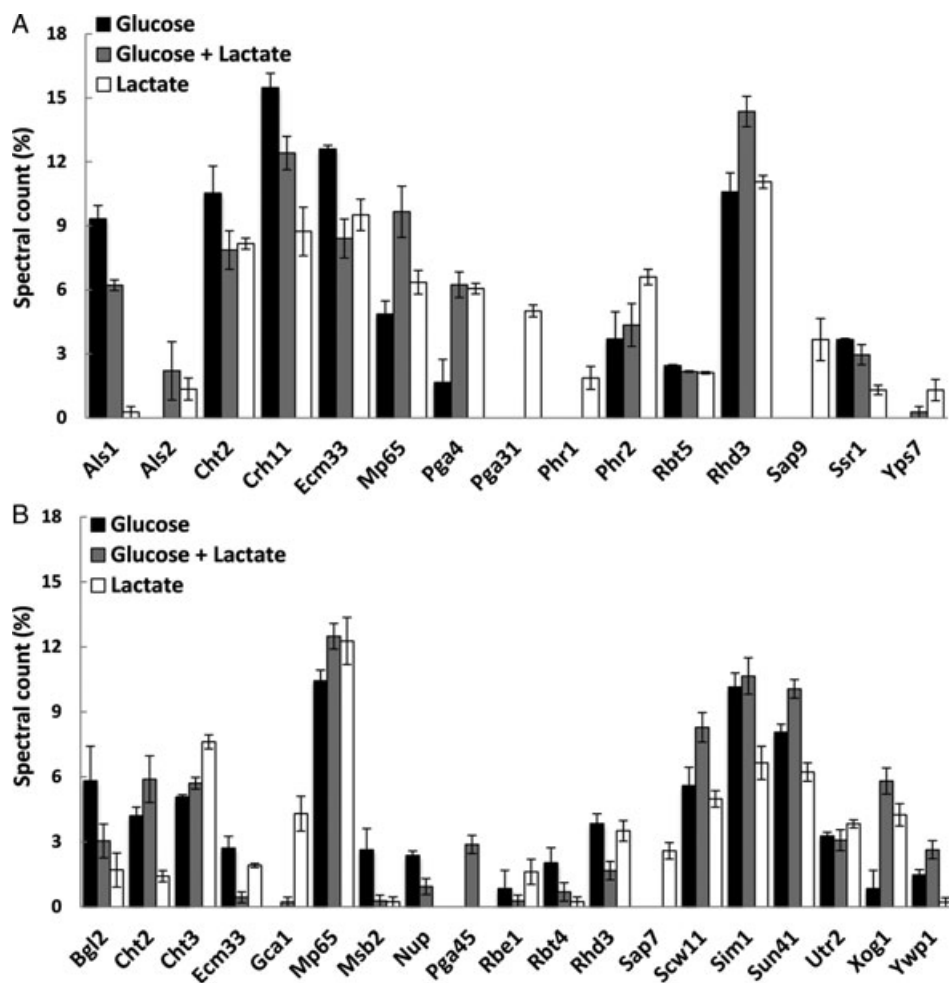 A
Spectral count (%)
18
15
12
9
6
3
0
Glucose
Glucose + Lactate
Lactate
Als1 Als2 Cht2 Crh11 Ecm33 Mp65 Pga4 Pga31 Phr1 Phr2 Rbt5 Rhd3 Sap9 Ssr1 Yps7
B
Spectral count (%)
18
15
12
9
6
3
0
Glucose
Glucose + Lactate
Lactate
Bgl2 Cht2 Cht3 Ecm33 Gca1 Mp65 Msb2 Nup Pga45 Rbe1 Rbt4 Rhd3 Sap7 Scw11 Sim1 Sun41 Utr2 Xog1 Ywp1